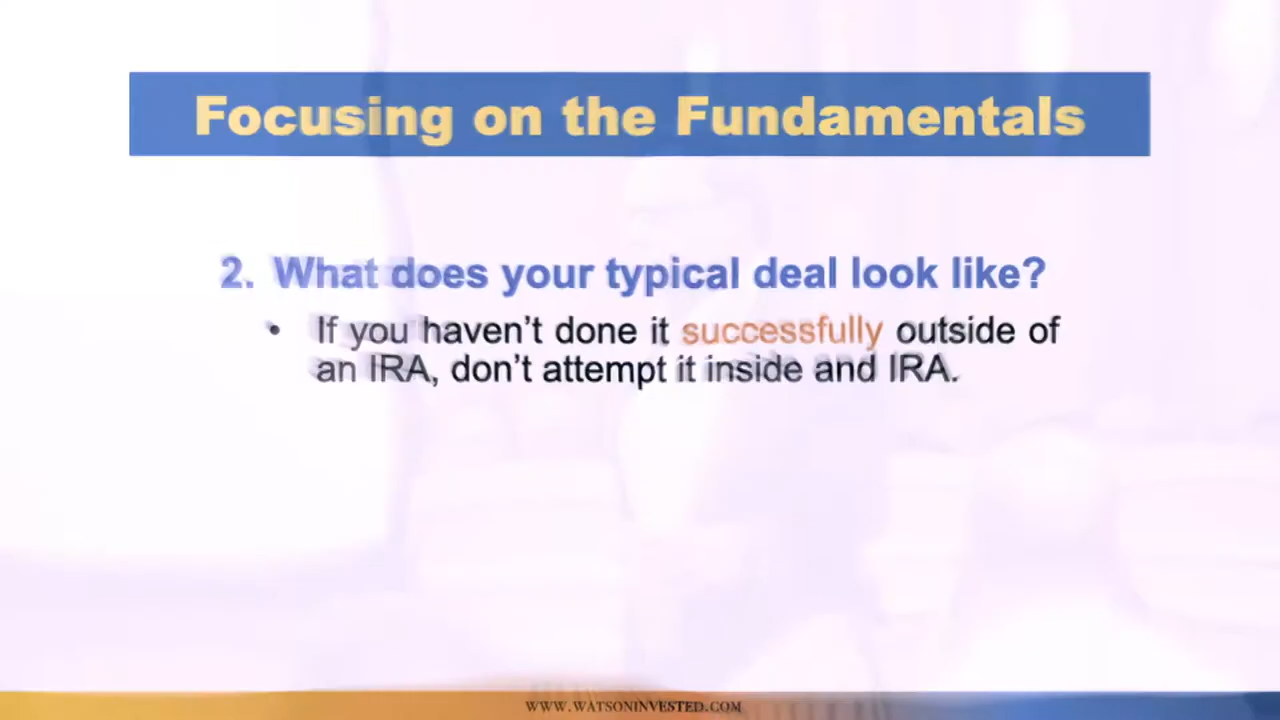 Focusing on the Fundamentals
2. What does your typical deal look like?
• If you haven't done it successfully outside of
an IRA, don't attempt it inside and IRA.
WWW.WATSONINVESTED.COM